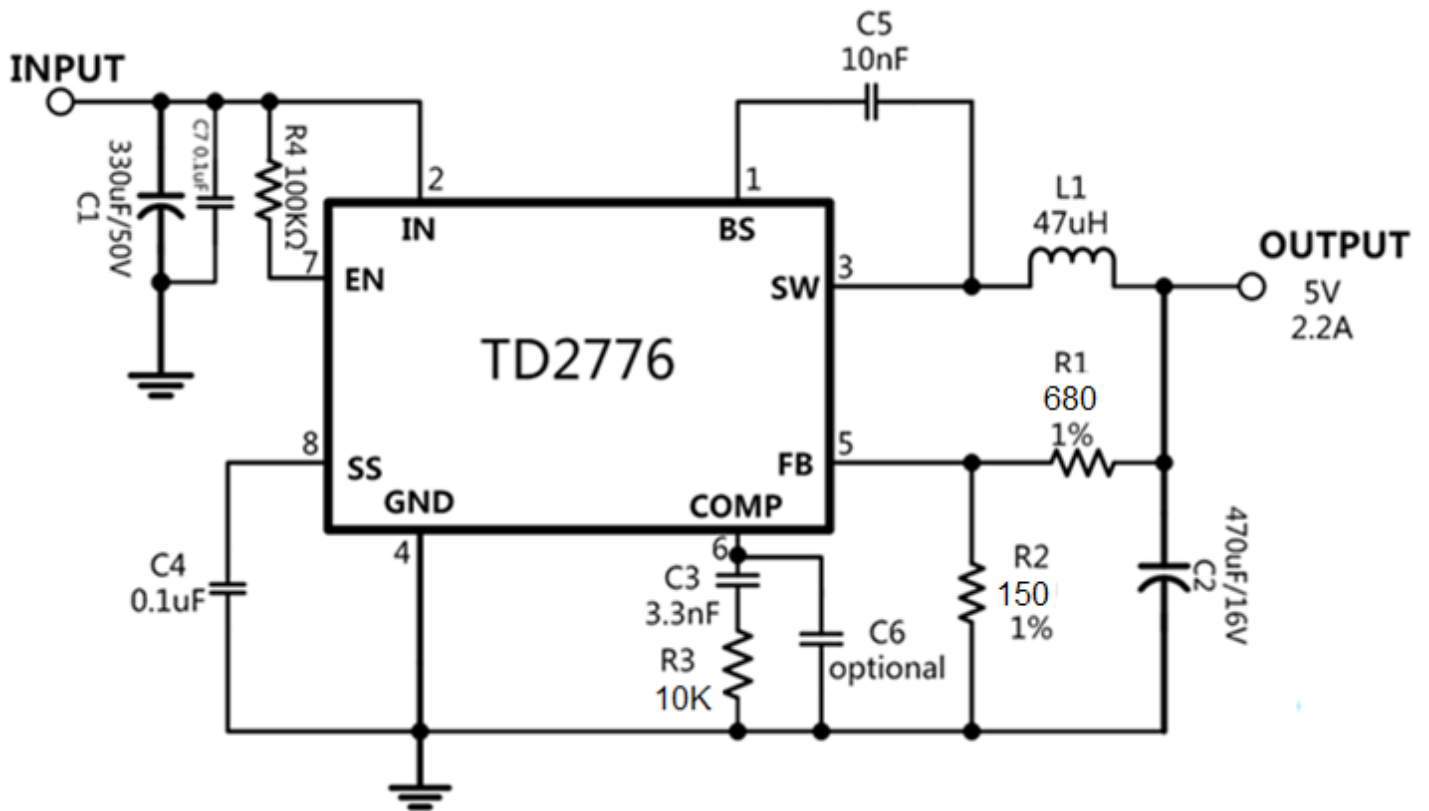 INPUT
330uF/50V
C1
C7 0.1uF
R4 100KΩ
2
IN
7
EN
C5
10nF
1
BS
L1
47uH
3
SW
OUTPUT
5V
2.2A
TD2776
R1
680
1%
8
SS
5
FB
GND
4
COMP
6
C4
0.1uF
C3
3.3nF
R3
10K
C6
optional
R2
150
1%
470uF/16V
C2